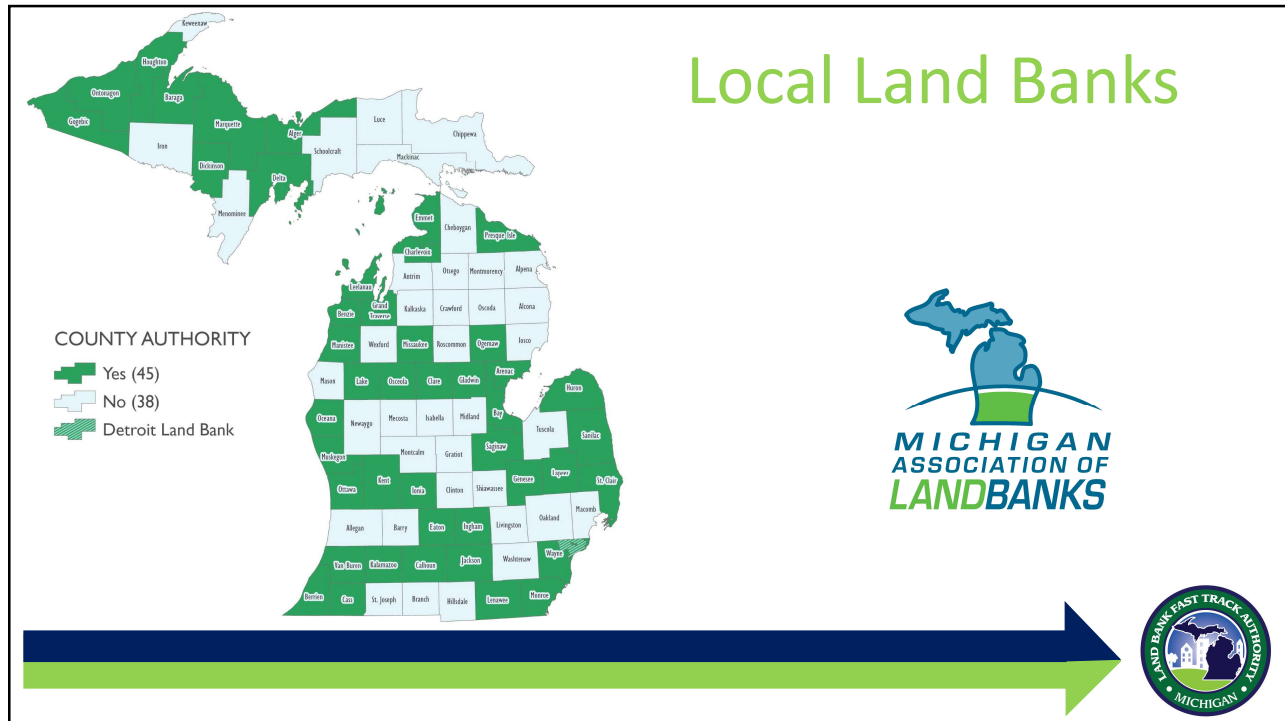 Local Land Banks
Keweenaw
Houghton
Ontonagon
Baraga
Gogebic
Marquette
Alger
Luce
Chippewa
Iron
Schoolcraft
Mackinac
Dickinson
Delta
Menominee
Emmet
Cheboygan
Presque Isle
Charlevoix
Antrim
Otsego
Montmorency
Alpena
Leelanau
Benzie
Grand
Traverse
Kalkaska
Crawford
Oscoda
Alcona
Manistee
Wexford
Missaukee
Roscommon
Ogemaw
Iosco
COUNTY AUTHORITY
Yes (45)
No (38)
Detroit Land Bank
Mason
Lake
Osceola
Clare
Gladwin
Arenac
Huron
Oceana
Newaygo
Mecosta
Isabella
Midland
Bay
Tuscola
Sanilac
Muskegon
Montcalm
Gratiot
Saginaw
Ottawa
Kent
Ionia
Clinton
Shiawassee
Genesee
Lapeer
St. Clair
Allegan
Barry
Eaton
Ingham
Livingston
Oakland
Macomb
Van Buren
Kalamazoo
Calhoun
Jackson
Washtenaw
Wayne
Berrien
Cass
St. Joseph
Branch
Hillsdale
Lenawee
Monroe
MICHIGAN
ASSOCIATION OF
LANDBANKS
LAND BANK FAST TRACK AUTHORITY
• MICHIGAN •